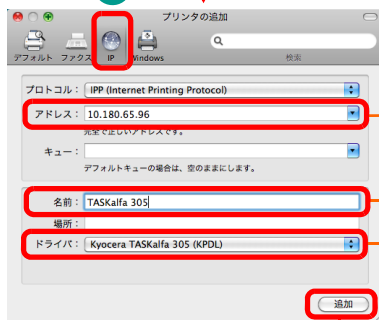 プリンタの追加
デフォルト ファクス IP Windows 検索
プロトコル： IPP (Internet Printing Protocol)
アドレス： 10.180.65.96
完全で正しいアドレスです。
キュー：
デフォルトキューの場合は、空のままにします。
名前： TASKalfa 305
場所：
ドライバ： Kyocera TASKalfa 305 (KPDL)
追加